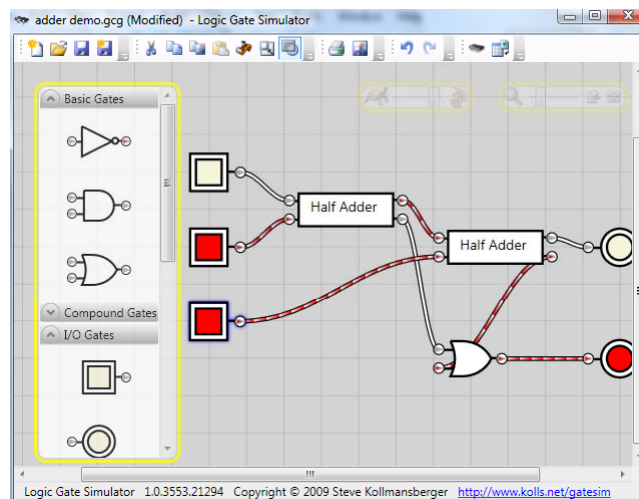 adder demo.gcg (Modified) - Logic Gate Simulator
Basic Gates
Compound Gates
I/O Gates
Half Adder
Half Adder
Logic Gate Simulator 1.0.3553.21294 Copyright © 2009 Steve Kollmansberger http://www.kolls.net/gatesim